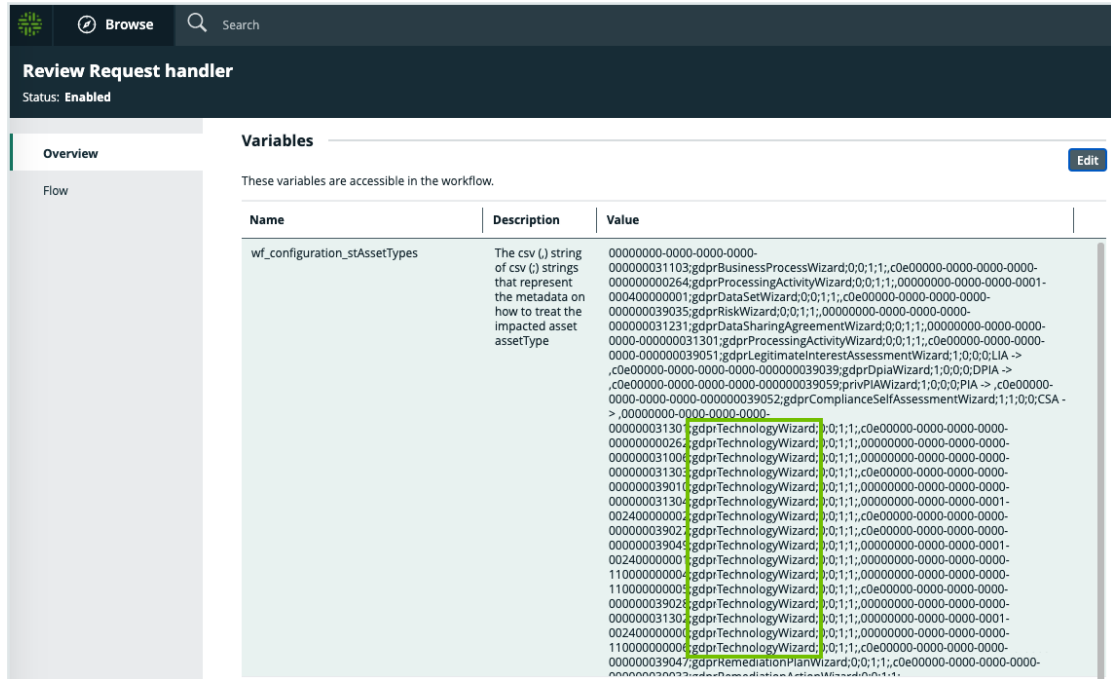 Browse
Search
Review Request handler
Status: Enabled
Overview
Flow
Variables
Edit
These variables are accessible in the workflow.
Name Description Value
wf_configuration_stAssetTypes
The csv (,) string
of csv (;) strings
that represent
the metadata on
how to treat the
impacted asset
assetType
00000000-0000-0000-0000-
000000031103;gdprBusinessProcessWizard;0;0;1;1;,c0e00000-0000-0000-0000-
000000000264;gdprProcessingActivityWizard;0;0;1;1;,00000000-0000-0000-0001-
000400000001;gdprDataSetWizard;0;0;1;1;,c0e00000-0000-0000-0000-
000000039035;gdprRiskWizard;0;0;1;1;,00000000-0000-0000-0000-
000000031231;gdprDataSharingAgreementWizard;0;0;1;1;,00000000-0000-0000-
0000-000000031301;gdprProcessingActivityWizard;0;0;1;1;,c0e00000-0000-0000-
0000-000000039051;gdprLegitimateInterestAssessmentWizard;1;0;0;0;LIA ->
,c0e00000-0000-0000-0000-000000039039;gdprDpiaWizard;1;0;0;0;DPIA ->
,c0e00000-0000-0000-0000-000000039059;privPIAWizard;1;0;0;0;PIA -> ,c0e00000-
0000-0000-0000-000000039052;gdprComplianceSelfAssessmentWizard;1;1;0;0;CSA -
> ,00000000-0000-0000-0000-
000000031301;gdprTechnologyWizard;0;0;1;1;,c0e00000-0000-0000-0000-
000000000262;gdprTechnologyWizard;0;0;1;1;,00000000-0000-0000-0000-
000000031006;gdprTechnologyWizard;0;0;1;1;,00000000-0000-0000-0000-
000000031303;gdprTechnologyWizard;0;0;1;1;,c0e00000-0000-0000-0000-
000000039010;gdprTechnologyWizard;0;0;1;1;,00000000-0000-0000-0000-
000000031304;gdprTechnologyWizard;0;0;1;1;,00000000-0000-0000-0001-
002400000002;gdprTechnologyWizard;0;0;1;1;,c0e00000-0000-0000-0000-
000000039027;gdprTechnologyWizard;0;0;1;1;,c0e00000-0000-0000-0000-
000000039049;gdprTechnologyWizard;0;0;1;1;,00000000-0000-0000-0001-
002400000001;gdprTechnologyWizard;0;0;1;1;,00000000-0000-0000-0000-
110000000004;gdprTechnologyWizard;0;0;1;1;,00000000-0000-0000-0000-
110000000005;gdprTechnologyWizard;0;0;1;1;,c0e00000-0000-0000-0000-
000000039028;gdprTechnologyWizard;0;0;1;1;,00000000-0000-0000-0000-
000000031302;gdprTechnologyWizard;0;0;1;1;,00000000-0000-0000-0001-
002400000000;gdprTechnologyWizard;0;0;1;1;,00000000-0000-0000-0000-
110000000006;gdprTechnologyWizard;0;0;1;1;,c0e00000-0000-0000-0000-
000000039047;gdprRemediationPlanWizard;0;0;1;1;,c0e00000-0000-0000-0000-